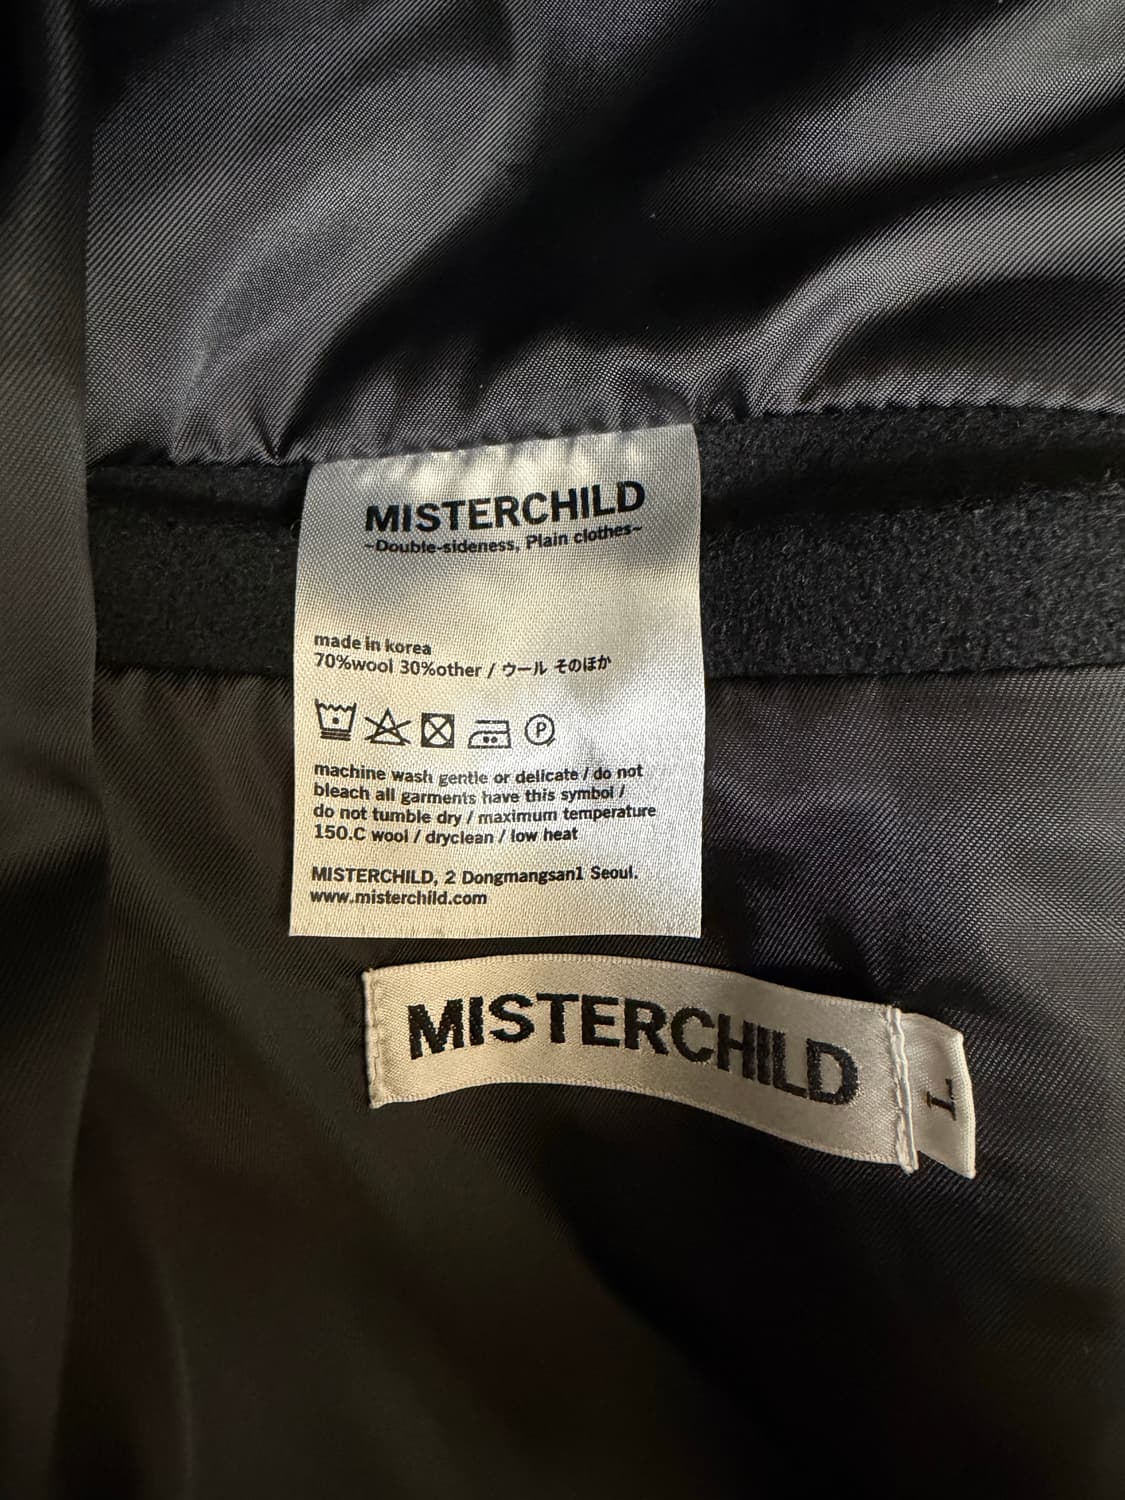 MISTERCHILD
~Double-sideness, Plain clothes~
made in korea
70%wool 30%other / ウール そのほか
P
machine wash gentle or delicate / do not
bleach all garments have this symbol /
do not tumble dry / maximum temperature
150.C wool / dryclean / low heat
MISTERCHILD, 2 Dongmangsan1 Seoul.
www.misterchild.com
MISTERCHILD
L